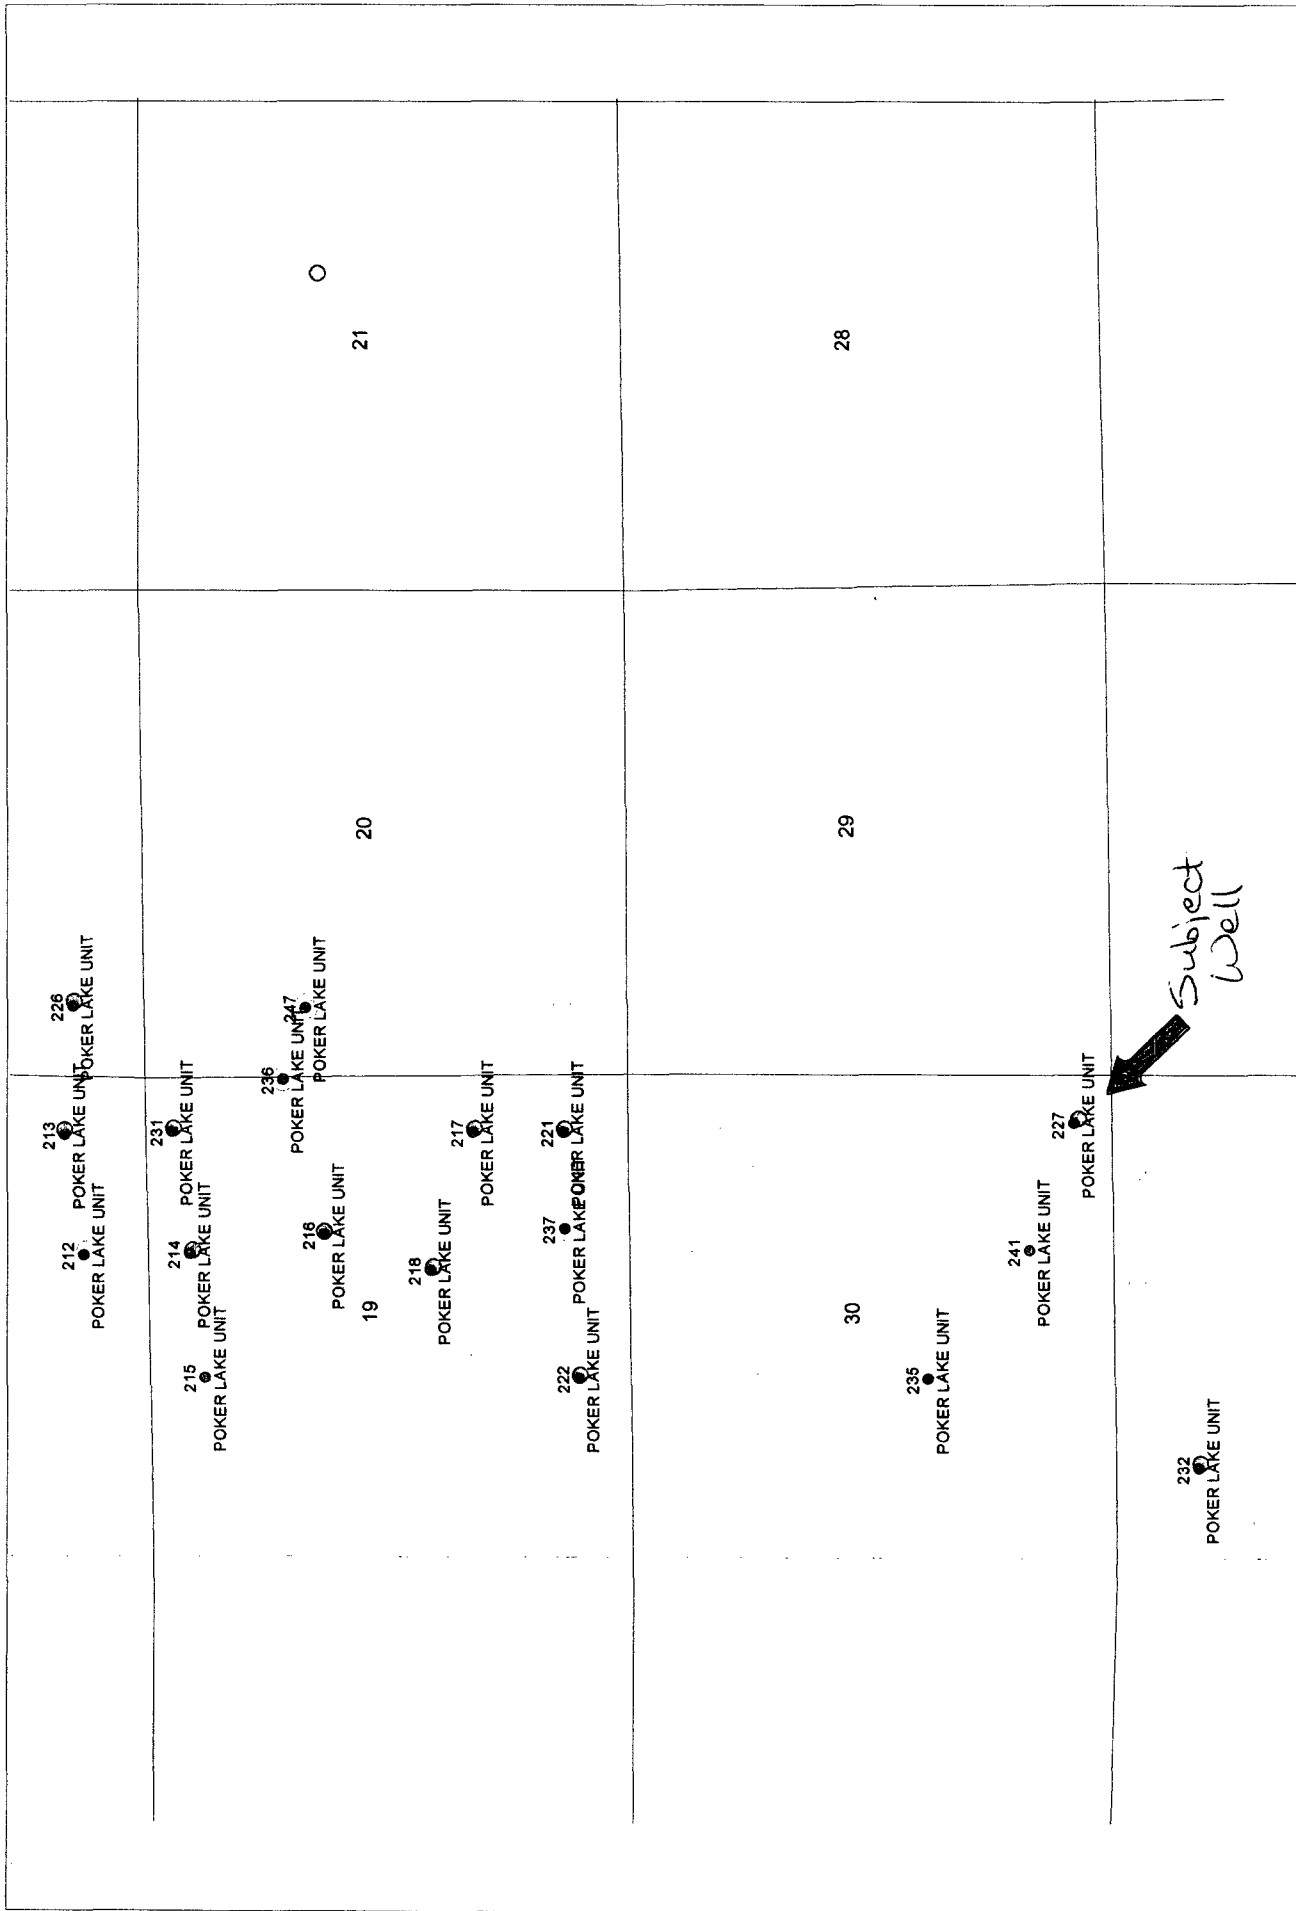 213
POKER LAKE UNIT
212
POKER LAKE UNIT
226
POKER LAKE UNIT
231
POKER LAKE UNIT
214
POKER LAKE UNIT
215
POKER LAKE UNIT
236
POKER LAKE UNIT
247
POKER LAKE UNIT
216
POKER LAKE UNIT
19
20
21
218
POKER LAKE UNIT
217
POKER LAKE UNIT
222
POKER LAKE UNIT
237
POKER LAKE UNIT
221
POKER LAKE UNIT
30
29
28
235
POKER LAKE UNIT
241
POKER LAKE UNIT
227
POKER LAKE UNIT
232
POKER LAKE UNIT
Subject
Well